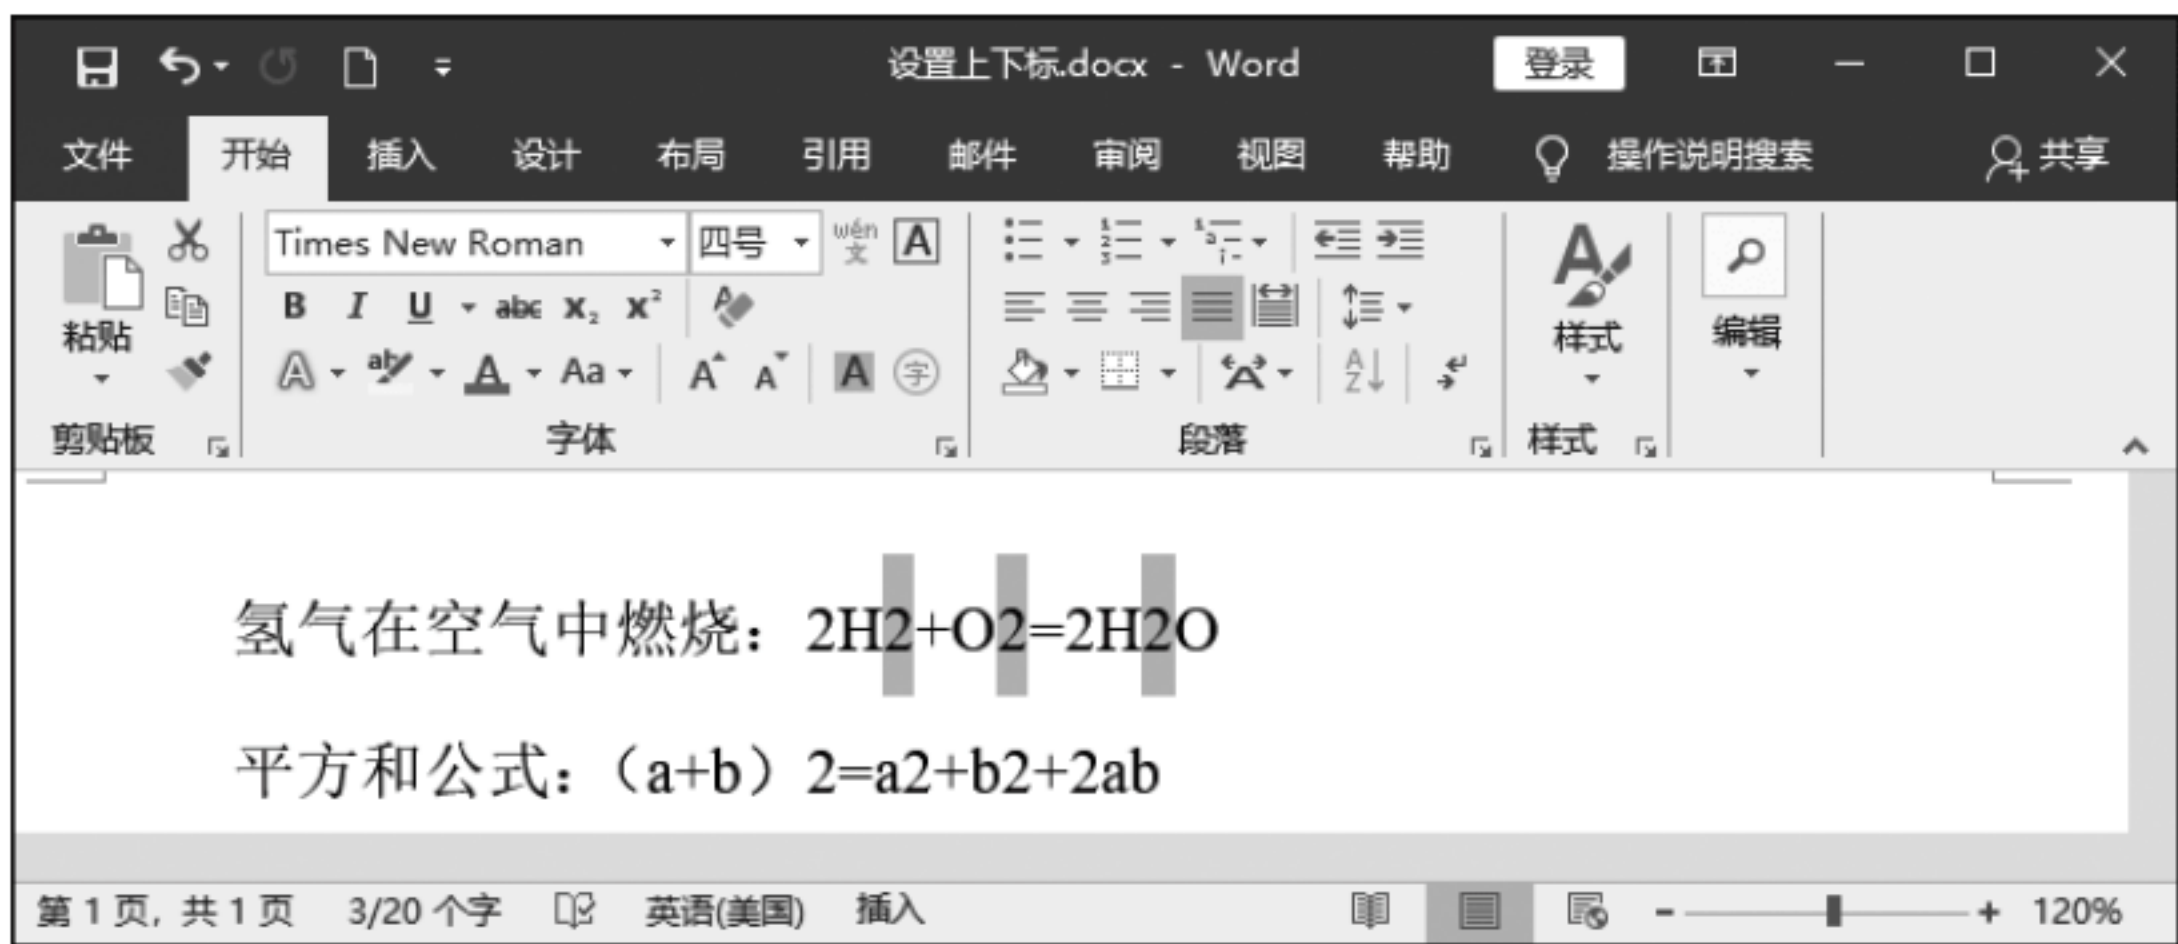 设置上下标.docx - Word 登录
文件 开始 插入 设计 布局 引用 邮件 审阅 视图 帮助 操作说明搜索 共享
Times New Roman 四号 wén 文 A
B I U abc x₂ x²
粘贴 样式 编辑
A aby A Aa A A A 字 A Z
剪贴板 字体 段落 样式
氢气在空气中燃烧：2H2+O2=2H2O
平方和公式：（a+b）2=a2+b2+2ab
第 1 页, 共 1 页 3/20 个字 英语(美国) 插入 - + 120%